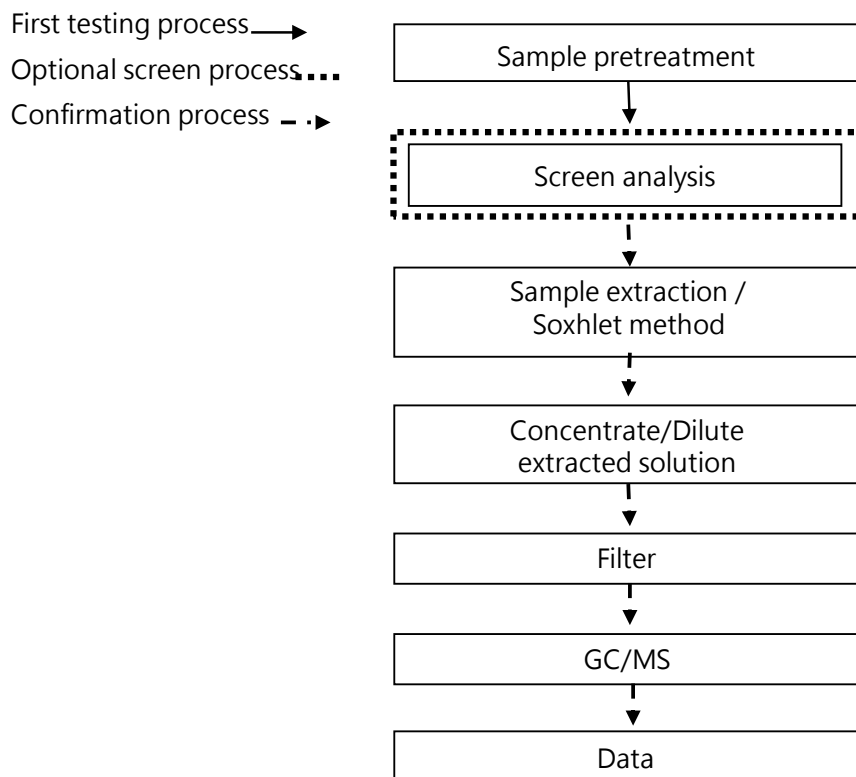 First testing process
Optional screen process
Confirmation process
Sample pretreatment
Screen analysis
Sample extraction /
Soxhlet method
Concentrate/Dilute
extracted solution
Filter
GC/MS
Data